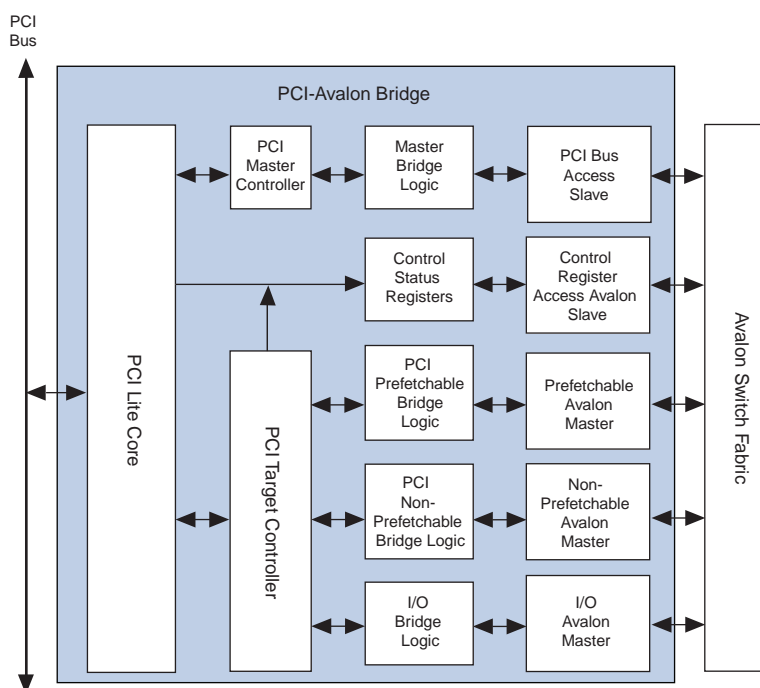 PCI
Bus
PCI-Avalon Bridge
PCI Lite Core
PCI
Master
Controller
Master
Bridge
Logic
PCI Bus
Access
Slave
Control
Status
Registers
Control
Register
Access Avalon
Slave
PCI Target Controller
PCI
Prefetchable
Bridge
Logic
Prefetchable
Avalon
Master
PCI
Non-
Prefetchable
Bridge Logic
Non-
Prefetchable
Avalon
Master
I/O
Bridge
Logic
I/O
Avalon
Master
Avalon Switch Fabric